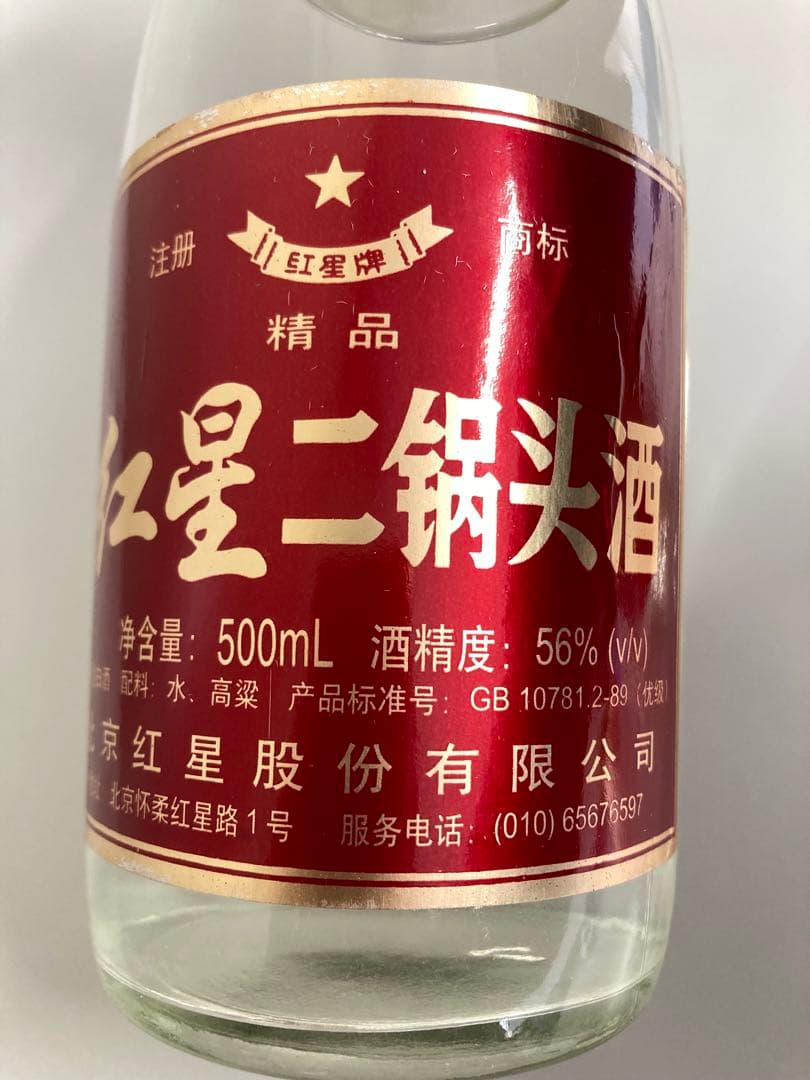 注册 红星牌 商标
精品
红星二锅头酒
净含量：500mL 酒精度：56% (v/v)
白酒 配料：水、高粱 产品标准号：GB 10781.2-89（优级）
北京红星股份有限公司
北京怀柔红星路1号 服务电话：(010) 65676597